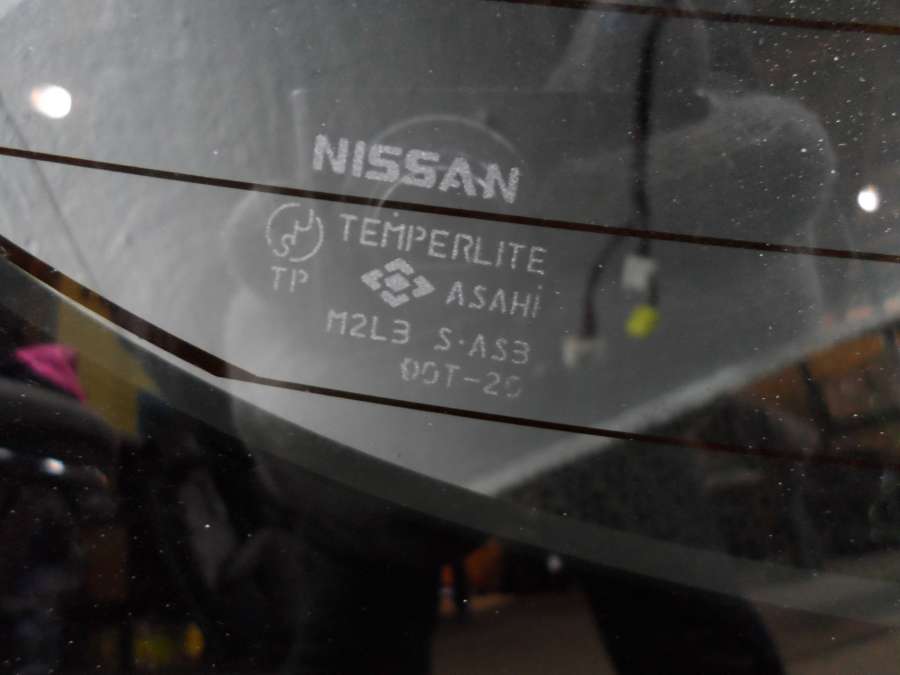 NISSAN
TEMPERLITE
TP
ASAHI
M2L3 S·AS3
DOT-20